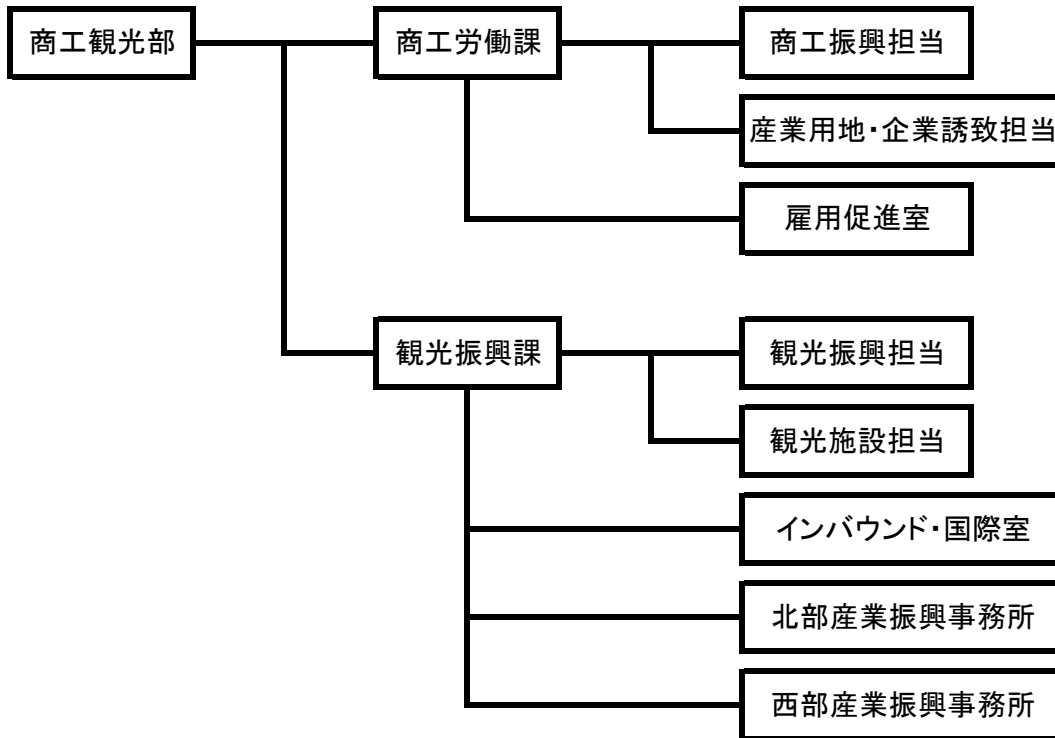 商工観光部
商工労働課
商工振興担当
産業用地・企業誘致担当
雇用促進室
観光振興課
観光振興担当
観光施設担当
インバウンド・国際室
北部産業振興事務所
西部産業振興事務所